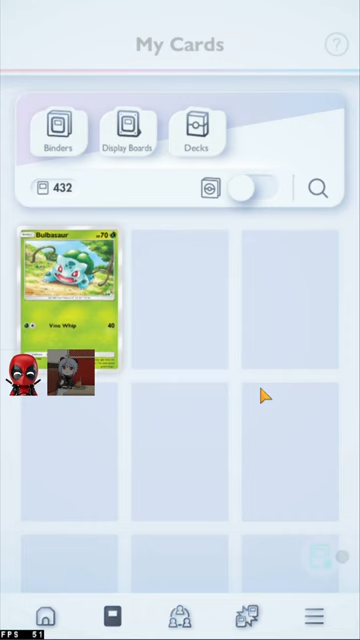 My Cards
?
Binders
Display Boards
Decks
432
Bulbasaur
70
Vine Whip
40
FPS 51